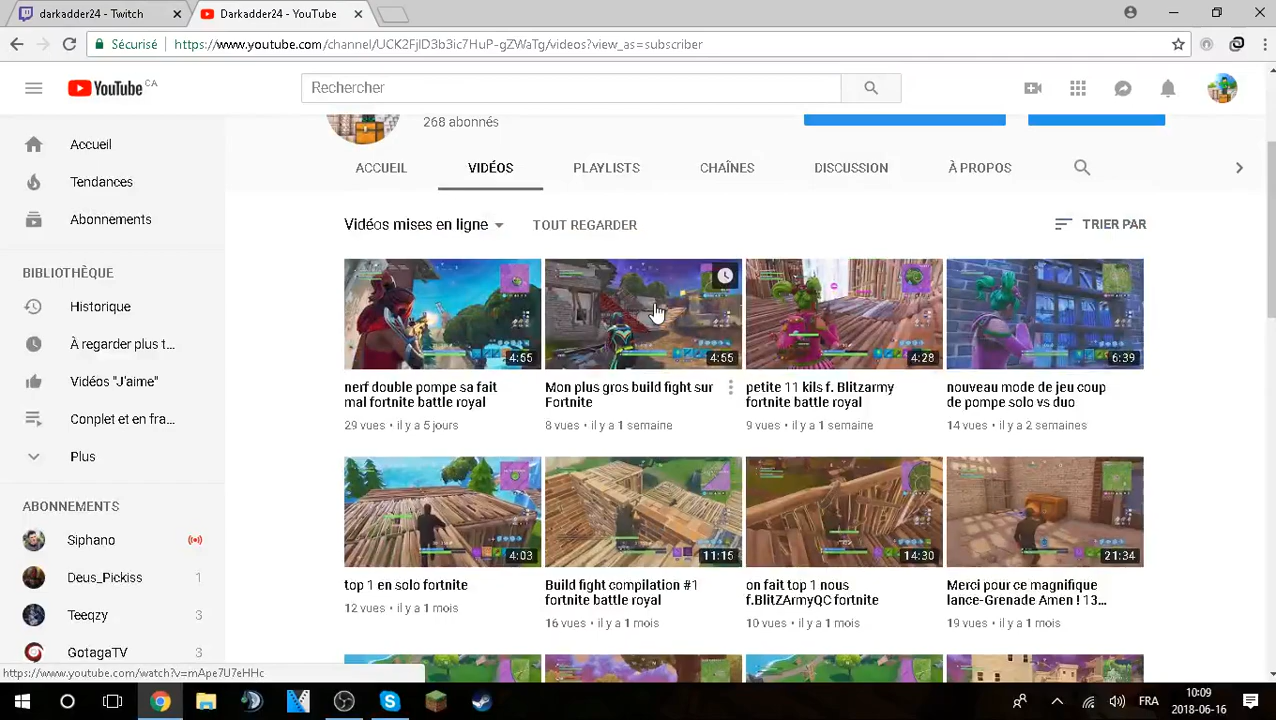 darkadder24 - Twitch
Darkadder24 - YouTube
Sécurisé
https://www.youtube.com/channel/UCK2FjID3b3ic7HuP-gZWaTg/videos?view_as=subscriber
YouTube CA
Rechercher
268 abonnés
ACCUEIL
VIDÉOS
PLAYLISTS
CHAÎNES
DISCUSSION
À PROPOS
Vidéos mises en ligne
TOUT REGARDER
TRIER PAR
Accueil
Tendances
Abonnements
BIBLIOTHÈQUE
Historique
À regarder plus t...
Vidéos "J'aime"
Conplet et en fra...
Plus
ABONNEMENTS
Siphano
Deus_Pickiss 1
Teeqzy 3
GotagaTV 3
4:55
nerf double pompe sa fait
mal fortnite battle royal
29 vues • il y a 5 jours
4:55
Mon plus gros build fight sur
Fortnite
8 vues • il y a 1 semaine
4:28
petite 11 kils f. Blitzarmy
fortnite battle royal
9 vues • il y a 1 semaine
6:39
nouveau mode de jeu coup
de pompe solo vs duo
14 vues • il y a 2 semaines
4:03
top 1 en solo fortnite
12 vues • il y a 1 mois
11:15
Build fight compilation #1
fortnite battle royal
16 vues • il y a 1 mois
14:30
on fait top 1 nous
f.BlitZArmyQC fortnite
10 vues • il y a 1 mois
21:34
Merci pour ce magnifique
lance-Grenade Amen ! 13...
19 vues • il y a 1 mois
https://www.youtube.com/watch?v=mApe7U7eHHc
FRA
10:09
2018-06-16